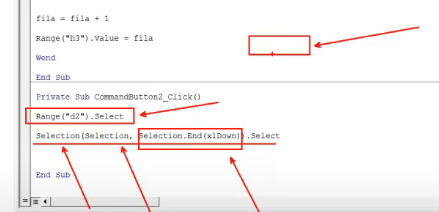 fila = fila + 1
Range("h3").Value = fila
Wend
End Sub
Private Sub CommandButton2_Click()
Range("d2").Select
Selection(Selection, Selection.End(xlDown)).Select
End Sub